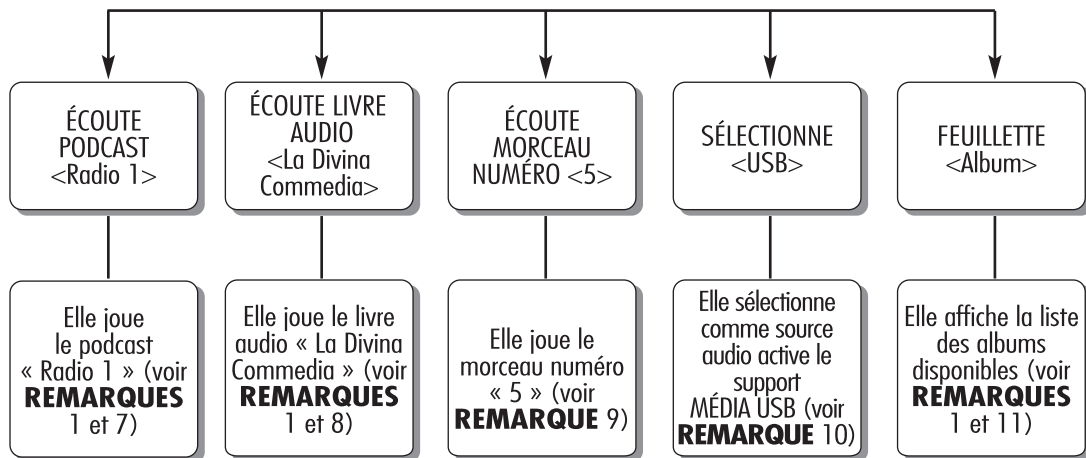 ÉCOUTE
PODCAST
<Radio 1>
ÉCOUTE LIVRE
AUDIO
<La Divina
Commedia>
ÉCOUTE
MORCEAU
NUMÉRO <5>
SÉLECTIONNE
<USB>
FEUILLETTE
<Album>
Elle joue
le podcast
« Radio 1 » (voir
REMARQUES
1 et 7)
Elle joue le livre
audio « La Divina
Commedia » (voir
REMARQUES
1 et 8)
Elle joue le
morceau numéro
« 5 » (voir
REMARQUE 9)
Elle sélectionne
comme source
audio active le
support
MÉDIA USB (voir
REMARQUE 10)
Elle affiche la liste
des albums
disponibles (voir
REMARQUES
1 et 11)